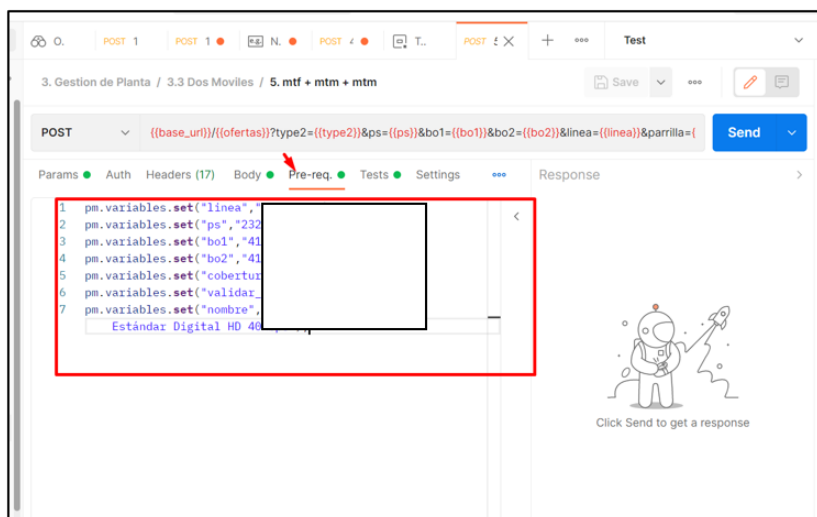 O.
POST 1
POST 1
e.g. N.
POST
T..
POST
Test
3. Gestion de Planta / 3.3 Dos Moviles / 5. mtf + mtm + mtm
Save
POST
{{base_url}}/{{ofertas}}?type2={{type2}}&ps={{ps}}&bo1={{bo1}}&bo2={{bo2}}&linea={{linea}}&parrilla={
Send
Params
Auth
Headers (17)
Body
Pre-req.
Tests
Settings
Response
1 pm.variables.set("linea","
2 pm.variables.set("ps","232
3 pm.variables.set("bo1","41
4 pm.variables.set("bo2","41
5 pm.variables.set("cobertur
6 pm.variables.set("validar_
7 pm.variables.set("nombre",
Estándar Digital HD 40
Click Send to get a response